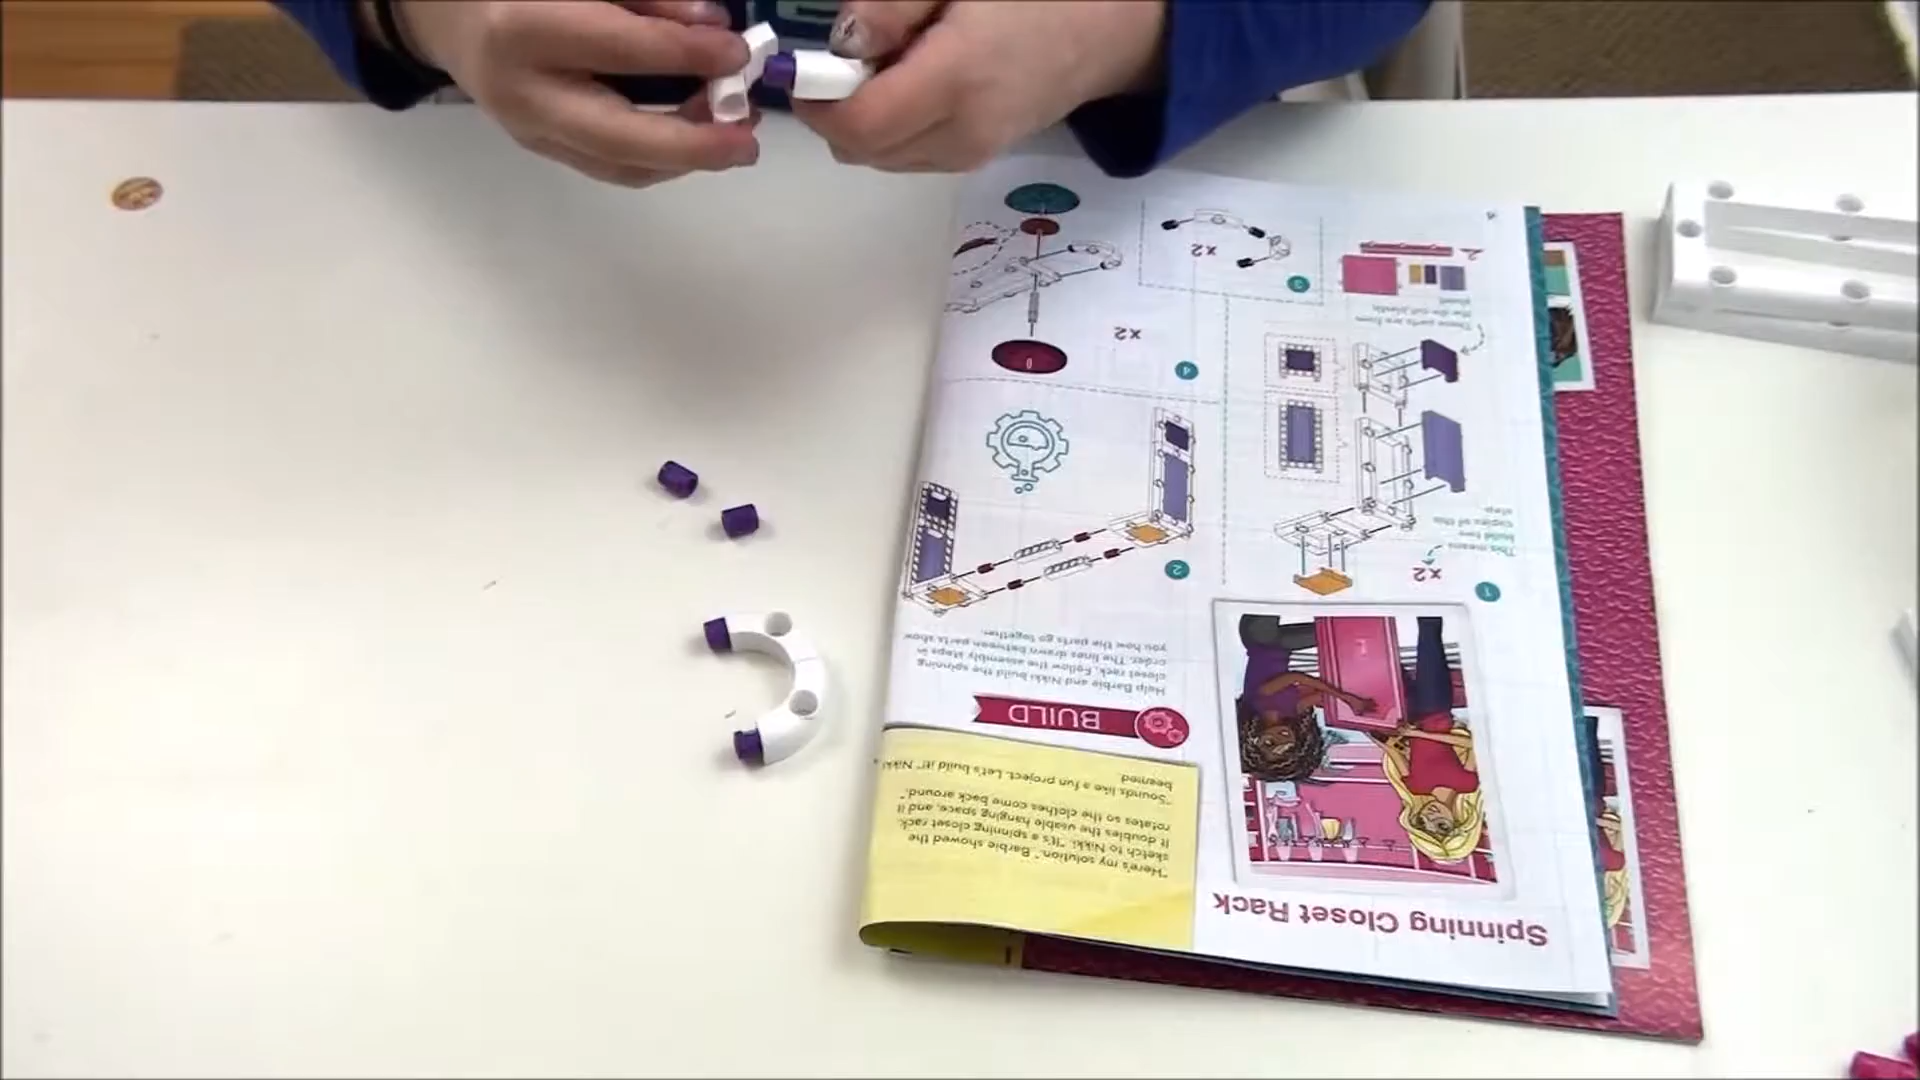 Spinning Closet Rack
"Here's my solution," Barbie showed the
sketch to Nikki. "It's a spinning closet rack.
It doubles the usable hanging space, and it
rotates so the clothes come back around."
"Sounds like a fun project. Let's build it!" Nikki
beamed.
BUILD
Help Barbie and Nikki build the spinning
closet rack. Follow the assembly steps in
order. The lines drawn between parts show
you how the parts go together.
1
x2
This means
build two
copies of this
step.
These parts are from
the die-cut plastic
sheet.
2
3
x2
4
x2